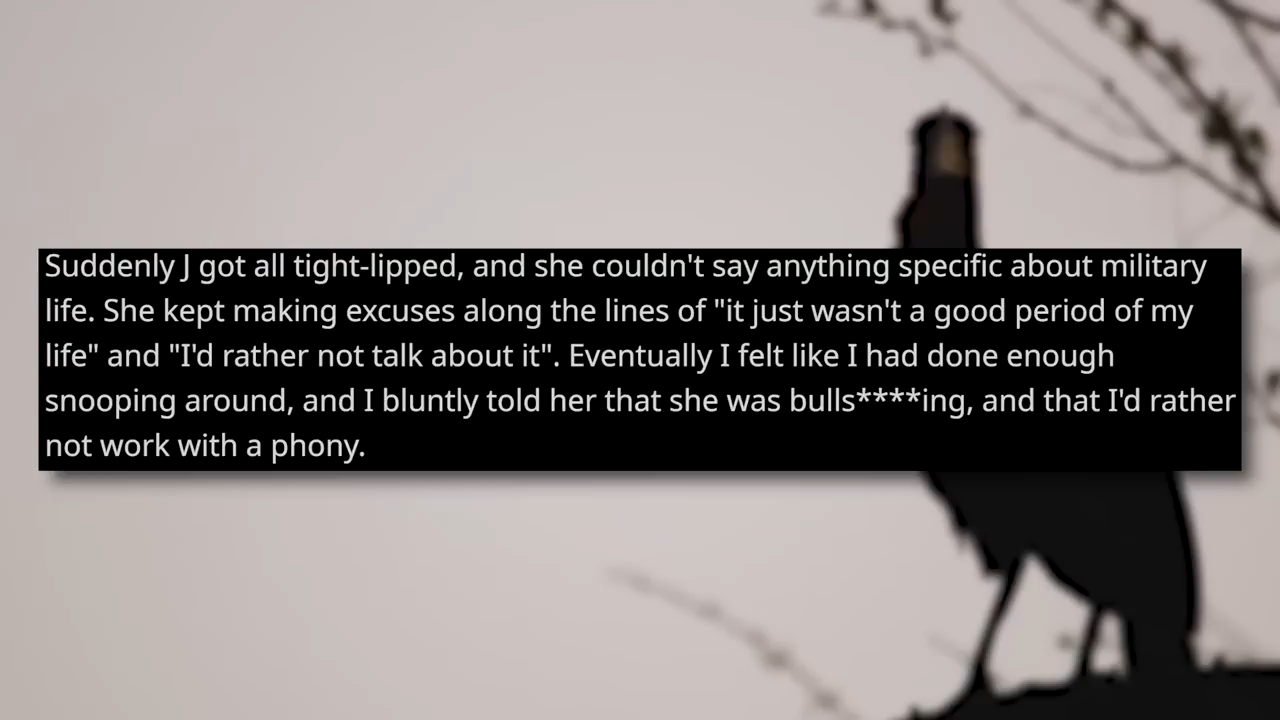 Suddenly J got all tight-lipped, and she couldn't say anything specific about military
life. She kept making excuses along the lines of "it just wasn't a good period of my
life" and "I'd rather not talk about it". Eventually I felt like I had done enough
snooping around, and I bluntly told her that she was bulls****ing, and that I'd rather
not work with a phony.